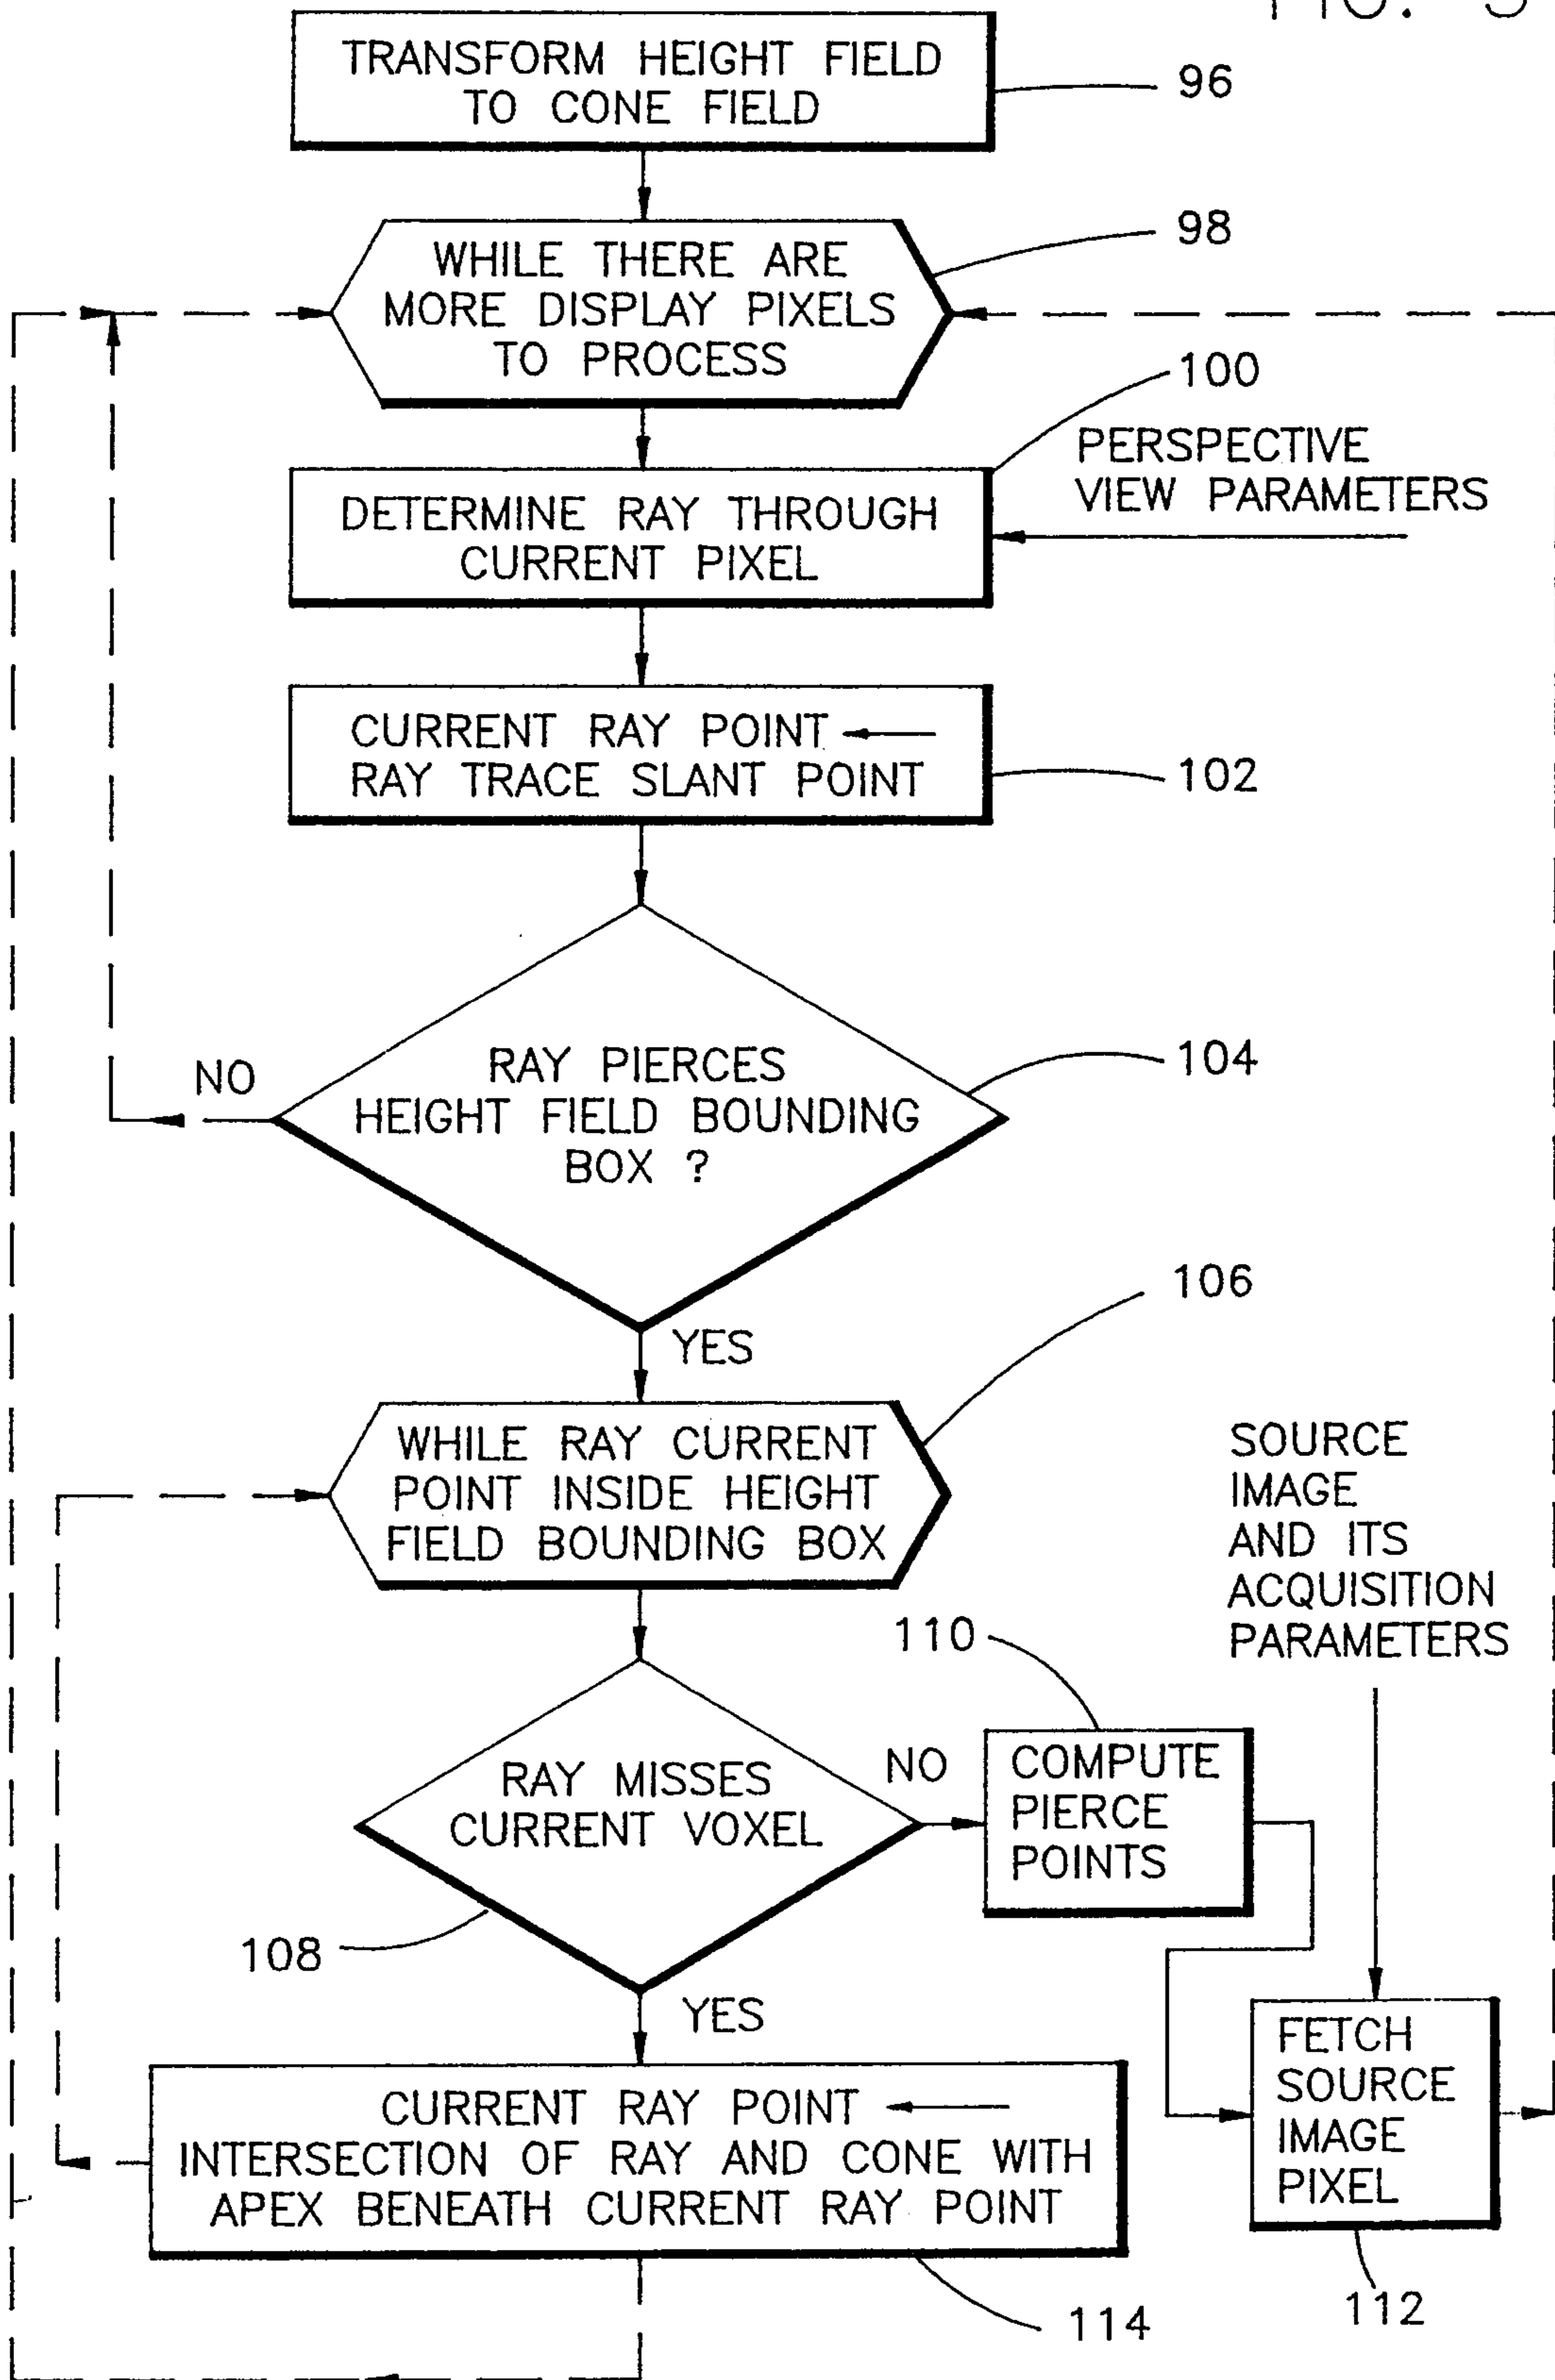 TRANSFORM HEIGHT FIELD
TO CONE FIELD
96
WHILE THERE ARE
MORE DISPLAY PIXELS
TO PROCESS
98
100
PERSPECTIVE
VIEW PARAMETERS
DETERMINE RAY THROUGH
CURRENT PIXEL
CURRENT RAY POINT ←
RAY TRACE SLANT POINT
102
RAY PIERCES
HEIGHT FIELD BOUNDING
BOX ?
104
NO
YES
106
WHILE RAY CURRENT
POINT INSIDE HEIGHT
FIELD BOUNDING BOX
SOURCE
IMAGE
AND ITS
ACQUISITION
PARAMETERS
110
RAY MISSES
CURRENT VOXEL
NO
COMPUTE
PIERCE
POINTS
108
YES
CURRENT RAY POINT ←
INTERSECTION OF RAY AND CONE WITH
APEX BENEATH CURRENT RAY POINT
FETCH
SOURCE
IMAGE
PIXEL
114
112